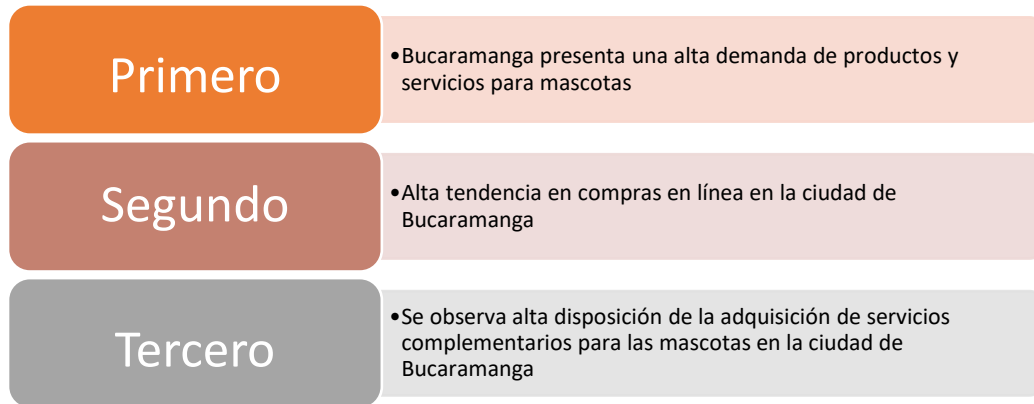 Primero
•Bucaramanga presenta una alta demanda de productos y
servicios para mascotas
Segundo
•Alta tendencia en compras en línea en la ciudad de
Bucaramanga
Tercero
•Se observa alta disposición de la adquisición de servicios
complementarios para las mascotas en la ciudad de
Bucaramanga